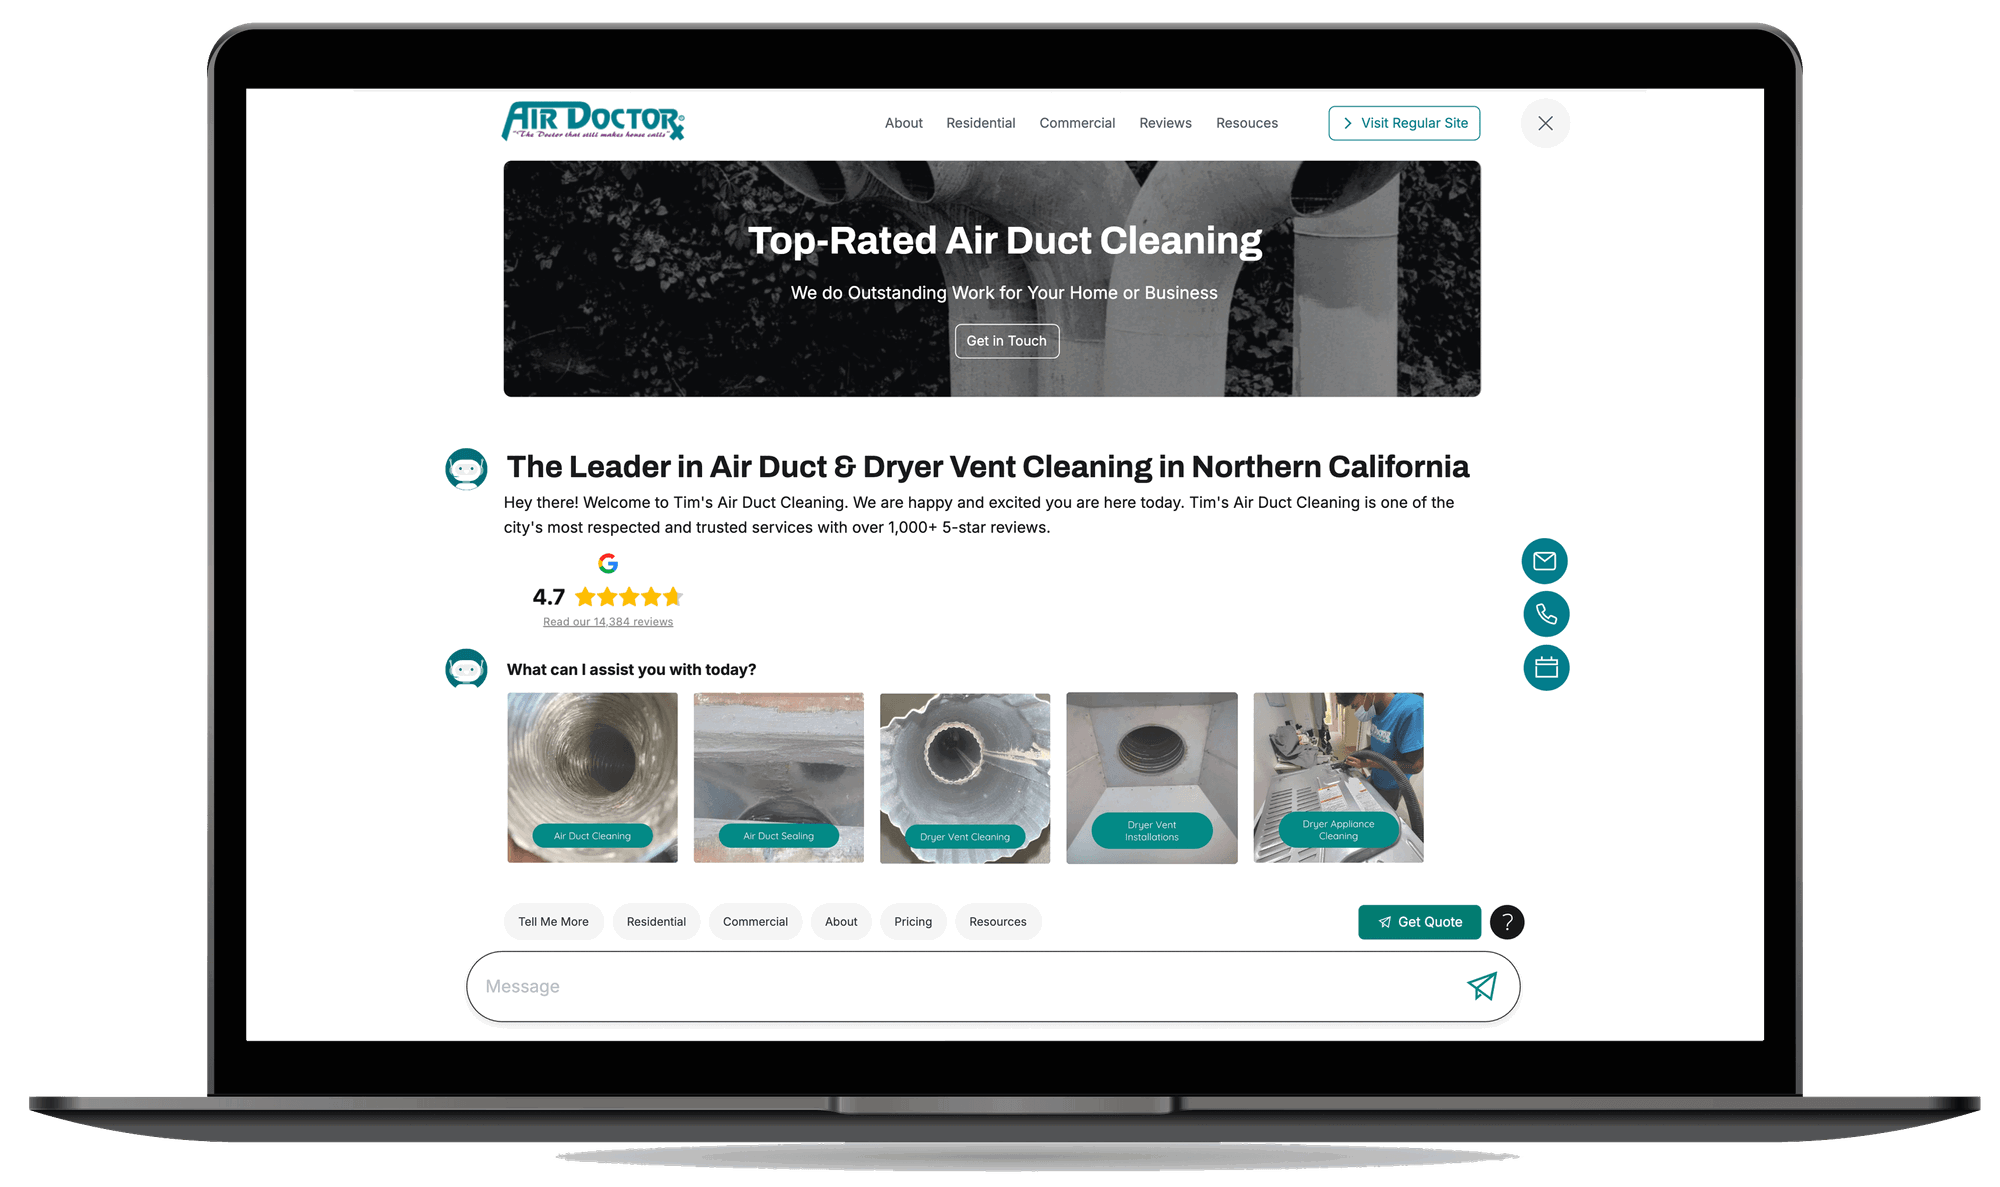 AIR DOCTOR
"The Doctor that still makes house calls"
About Residential Commercial Reviews Resouces Visit Regular Site
Top-Rated Air Duct Cleaning
We do Outstanding Work for Your Home or Business
Get in Touch
The Leader in Air Duct & Dryer Vent Cleaning in Northern California
Hey there! Welcome to Tim's Air Duct Cleaning. We are happy and excited you are here today. Tim's Air Duct Cleaning is one of the
city's most respected and trusted services with over 1,000+ 5-star reviews.
4.7
Read our 14,384 reviews
What can I assist you with today?
Air Duct Cleaning
Air Duct Sealing
Dryer Vent Cleaning
Dryer Vent
Installations
Dryer Appliance
Cleaning
Tell Me More Residential Commercial About Pricing Resources Get Quote ?
Message